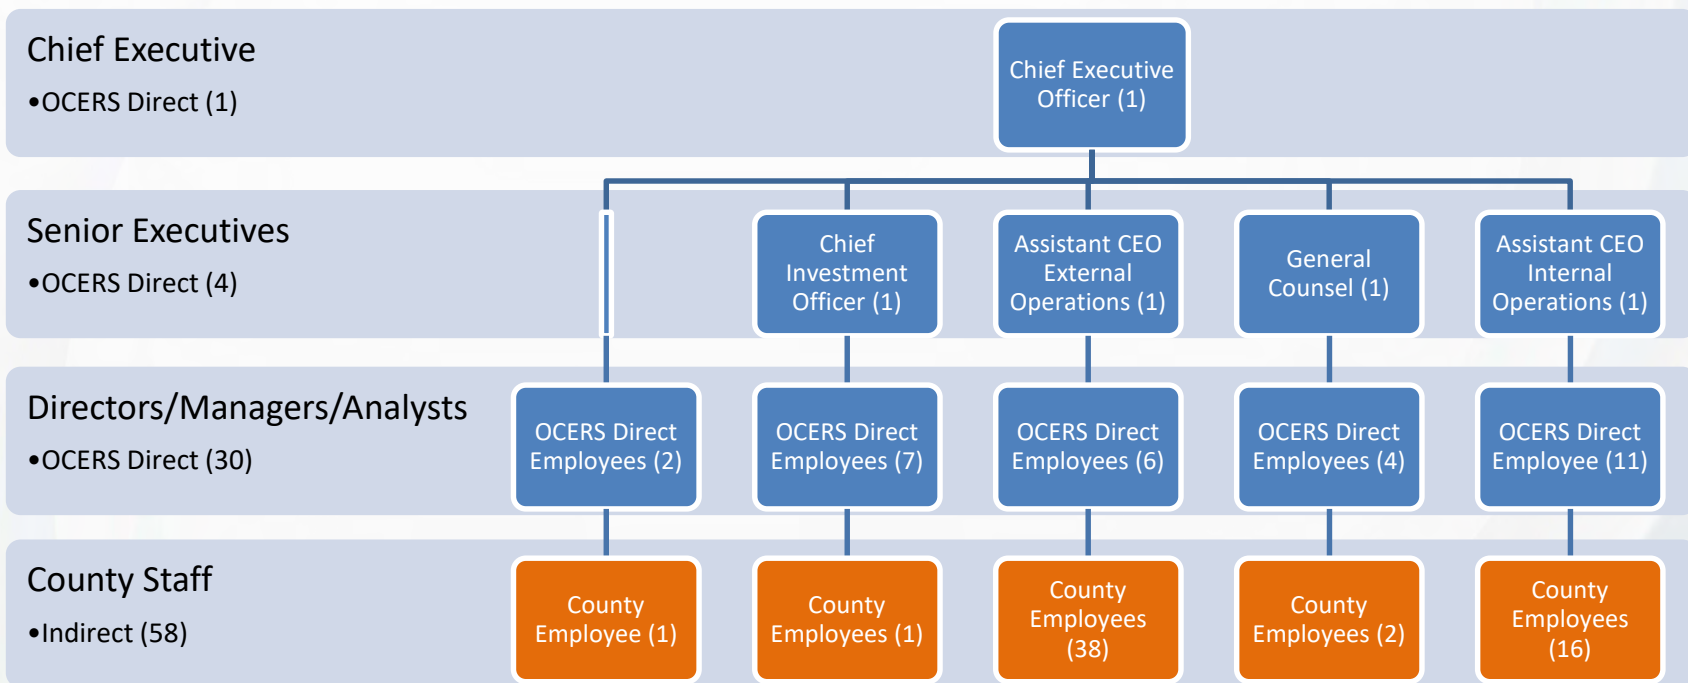 Chief Executive
•OCERS Direct (1)
Chief Executive
Officer (1)
Senior Executives
•OCERS Direct (4)
Chief
Investment
Officer (1)
Assistant CEO
External
Operations (1)
General
Counsel (1)
Assistant CEO
Internal
Operations (1)
Directors/Managers/Analysts
•OCERS Direct (30)
OCERS Direct
Employees (2)
OCERS Direct
Employees (7)
OCERS Direct
Employees (6)
OCERS Direct
Employees (4)
OCERS Direct
Employee (11)
County Staff
•Indirect (58)
County
Employee (1)
County
Employees (1)
County
Employees
(38)
County
Employees (2)
County
Employees
(16)